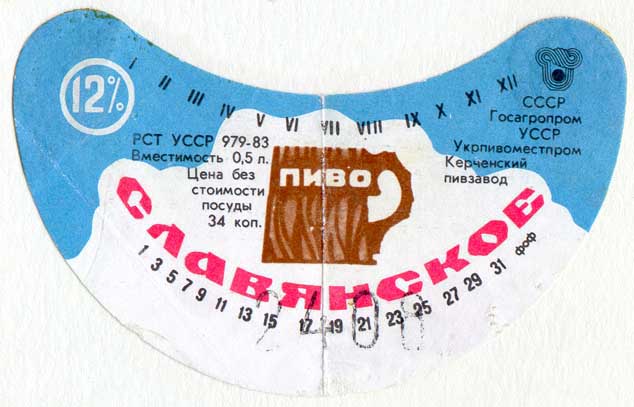 12%
I II III IV V VI VII VIII IX X XI XII
РСТ УССР 979-83
Вместимость 0,5 л.
Цена без
стоимости
посуды
34 коп.
ПИВО
СССР
Госагропром
УССР
Укрпивоместпром
Керченский
пивзавод
СЛАВЯНСКОЕ
1 3 5 7 9 11 13 15 17 19 21 23 25 27 29 31 фоф
2408